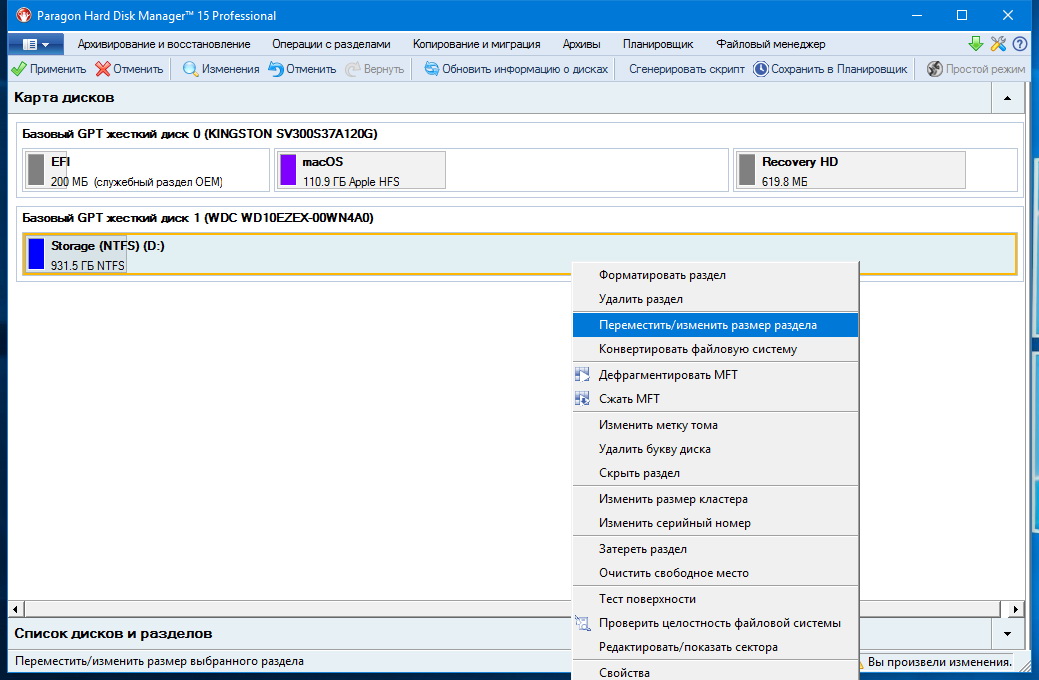 Paragon Hard Disk Manager™ 15 Professional
Архивирование и восстановление Операции с разделами Копирование и миграция Архивы Планировщик Файловый менеджер
Применить Отменить Изменения Отменить Вернуть Обновить информацию о дисках Сгенерировать скрипт Сохранить в Планировщик Простой режим
Карта дисков
Базовый GPT жесткий диск 0 (KINGSTON SV300S37A120G)
EFI
200 МБ (служебный раздел OEM)
macOS
110.9 ГБ Apple HFS
Recovery HD
619.8 МБ
Базовый GPT жесткий диск 1 (WDC WD10EZEX-00WN4A0)
Storage (NTFS) (D:)
931.5 ГБ NTFS
Форматировать раздел
Удалить раздел
Переместить/изменить размер раздела
Конвертировать файловую систему
Дефрагментировать MFT
Сжать MFT
Изменить метку тома
Удалить букву диска
Скрыть раздел
Изменить размер кластера
Изменить серийный номер
Затереть раздел
Очистить свободное место
Тест поверхности
Проверить целостность файловой системы
Редактировать/показать сектора
Свойства
Список дисков и разделов
Переместить/изменить размер выбранного раздела
Вы произвели изменения.